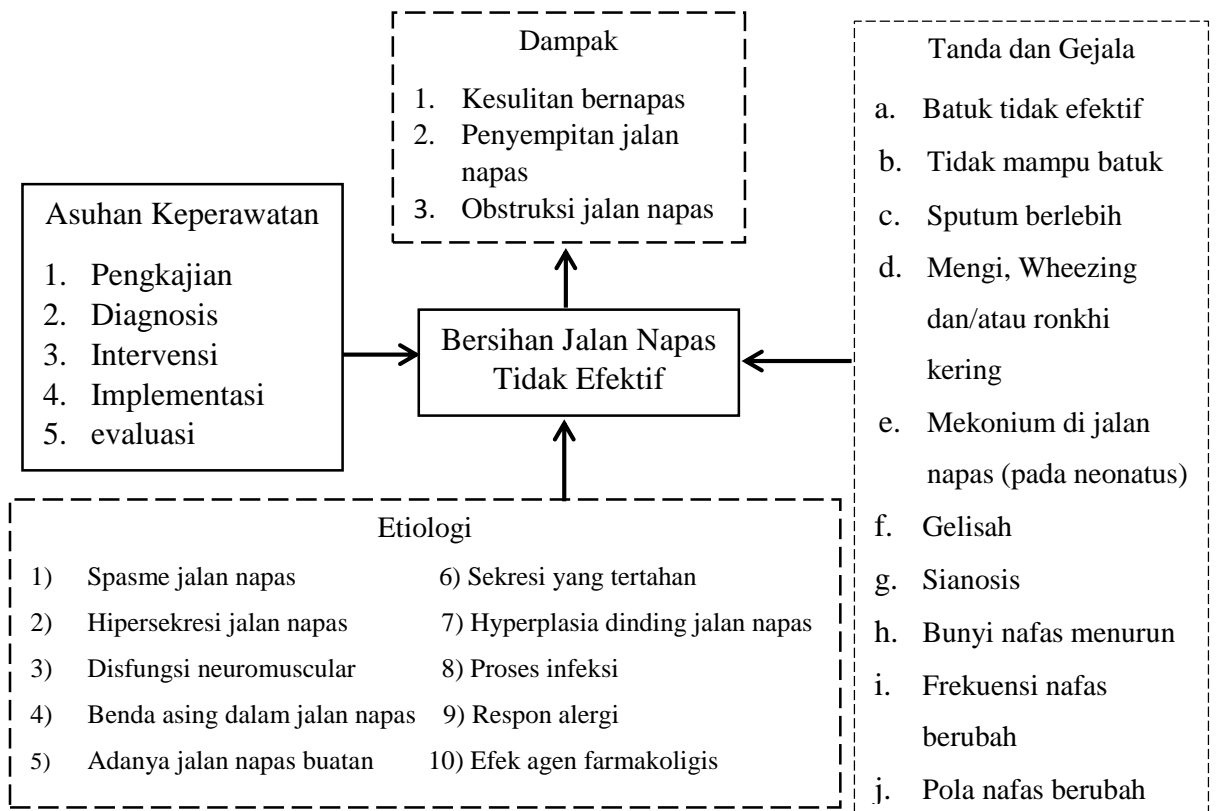 Dampak
1. Kesulitan bernapas
2. Penyempitan jalan
napas
3. Obstruksi jalan napas
Asuhan Keperawatan
1. Pengkajian
2. Diagnosis
3. Intervensi
4. Implementasi
5. evaluasi
Bersihan Jalan Napas
Tidak Efektif
Tanda dan Gejala
a. Batuk tidak efektif
b. Tidak mampu batuk
c. Sputum berlebih
d. Mengi, Wheezing
dan/atau ronkhi
kering
e. Mekonium di jalan
napas (pada neonatus)
f. Gelisah
g. Sianosis
h. Bunyi nafas menurun
i. Frekuensi nafas
berubah
j. Pola nafas berubah
Etiologi
1) Spasme jalan napas
2) Hipersekresi jalan napas
3) Disfungsi neuromuscular
4) Benda asing dalam jalan napas
5) Adanya jalan napas buatan
6) Sekresi yang tertahan
7) Hyperplasia dinding jalan napas
8) Proses infeksi
9) Respon alergi
10) Efek agen farmakoligis